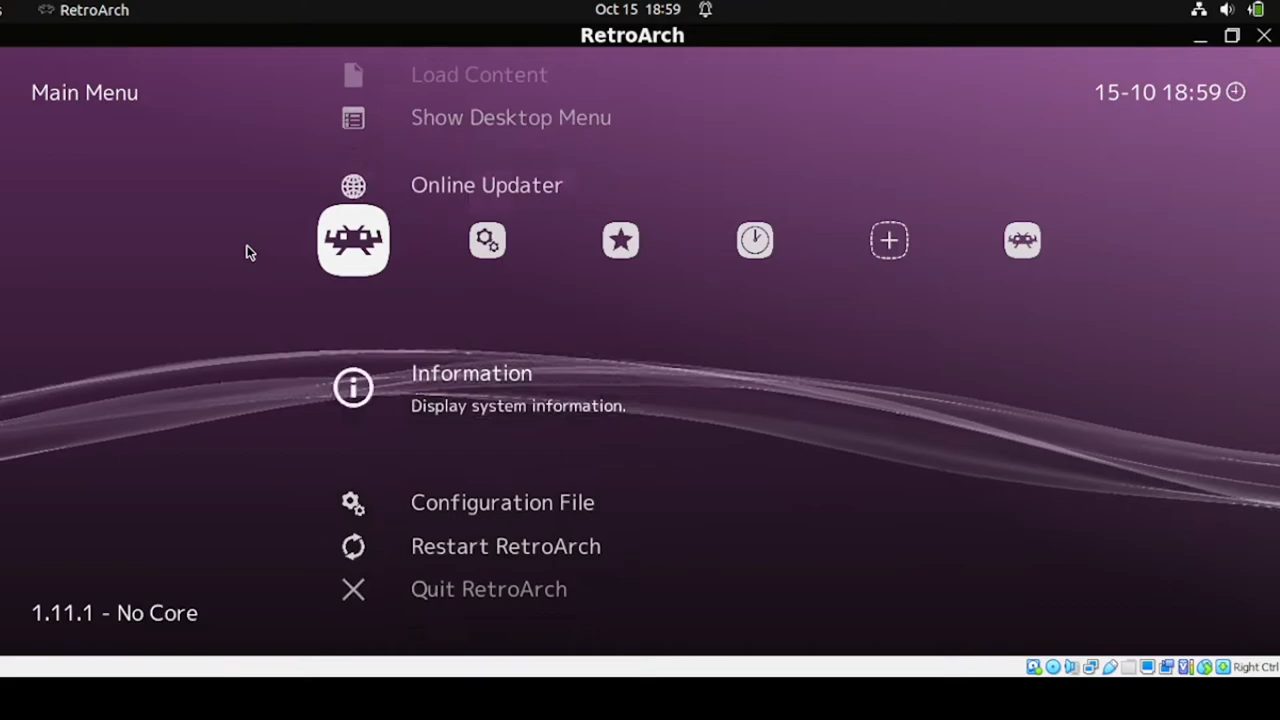 s RetroArch Oct 15 18:59
RetroArch
Main Menu
Load Content
15-10 18:59
Show Desktop Menu
Online Updater
Information
Display system information.
Configuration File
Restart RetroArch
Quit RetroArch
1.11.1 - No Core
Right Ctrl